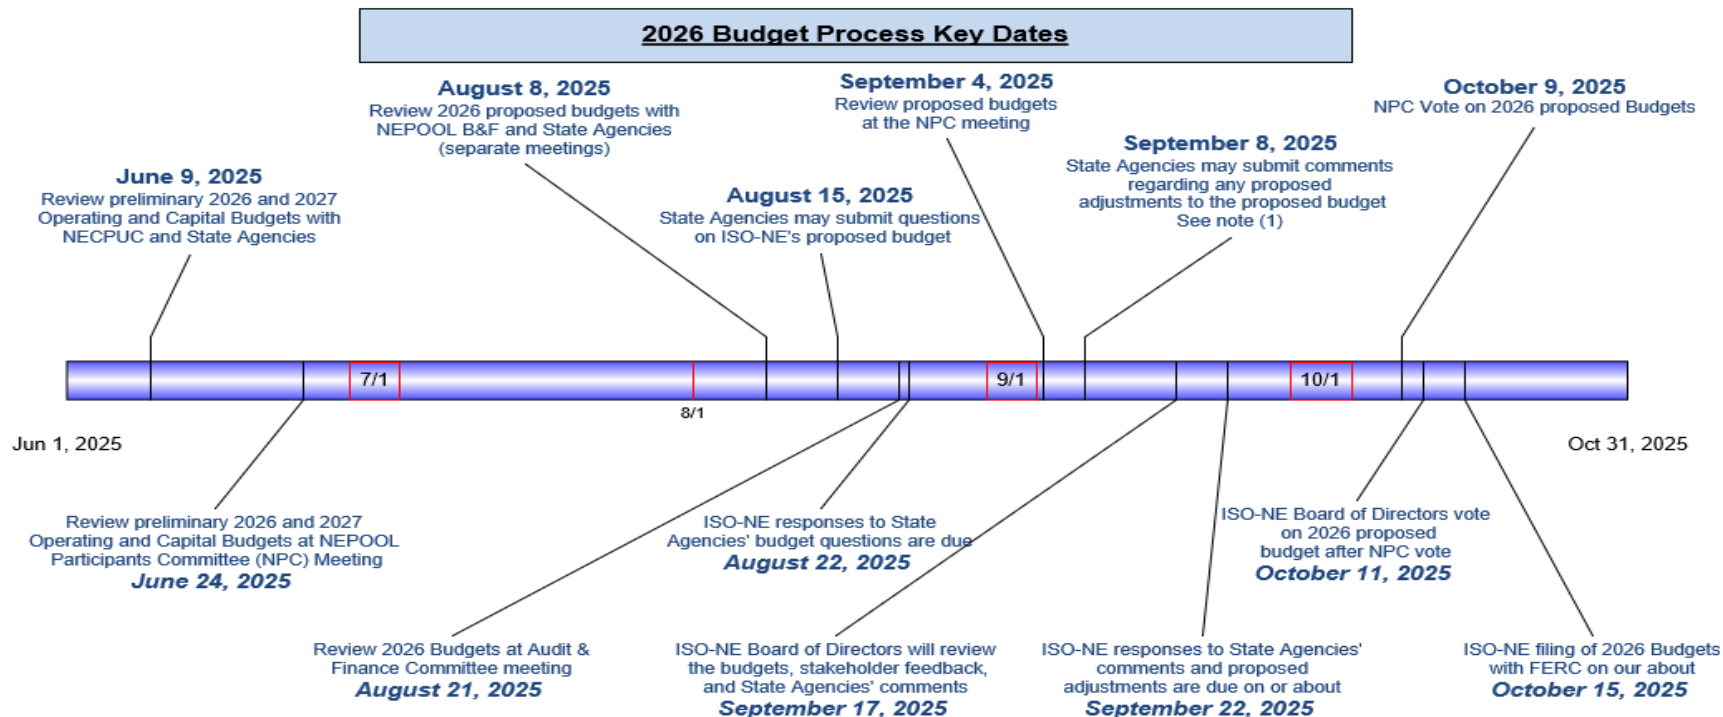 2026 Budget Process Key Dates
August 8, 2025
Review 2026 proposed budgets with
NEPOOL B&F and State Agencies
(separate meetings)
September 4, 2025
Review proposed budgets
at the NPC meeting
October 9, 2025
NPC Vote on 2026 proposed Budgets
September 8, 2025
State Agencies may submit comments
regarding any proposed
adjustments to the proposed budget
See note (1)
June 9, 2025
Review preliminary 2026 and 2027
Operating and Capital Budgets with
NECPUC and State Agencies
August 15, 2025
State Agencies may submit questions
on ISO-NE's proposed budget
7/1
8/1
9/1
10/1
Jun 1, 2025
Oct 31, 2025
Review preliminary 2026 and 2027
Operating and Capital Budgets at NEPOOL
Participants Committee (NPC) Meeting
June 24, 2025
ISO-NE responses to State
Agencies' budget questions are due
August 22, 2025
ISO-NE Board of Directors vote
on 2026 proposed
budget after NPC vote
October 11, 2025
Review 2026 Budgets at Audit &
Finance Committee meeting
August 21, 2025
ISO-NE Board of Directors will review
the budgets, stakeholder feedback,
and State Agencies' comments
September 17, 2025
ISO-NE responses to State Agencies'
comments and proposed
adjustments are due on or about
September 22, 2025
ISO-NE filing of 2026 Budgets
with FERC on our about
October 15, 2025